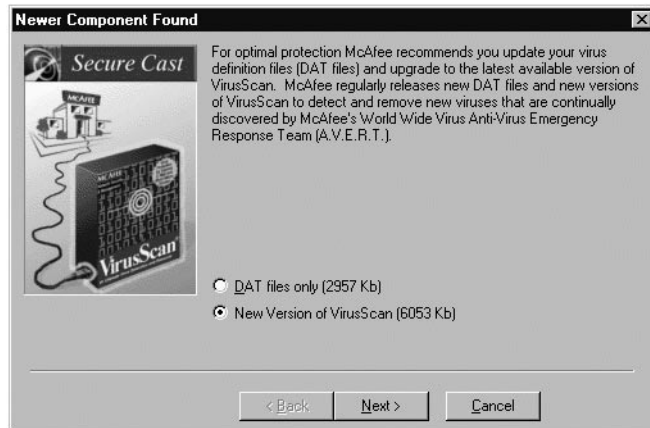 Newer Component Found
Secure Cast
McAFEE
McAFEE
VirusScan
For optimal protection McAfee recommends you update your virus
definition files (DAT files) and upgrade to the latest available version of
VirusScan.  McAfee regularly releases new DAT files and new versions
of VirusScan to detect and remove new viruses that are continually
discovered by McAfee's World Wide Virus Anti-Virus Emergency
Response Team (A.V.E.R.T.).
DAT files only (2957 Kb)
New Version of VirusScan (6053 Kb)
< Back
Next >
Cancel